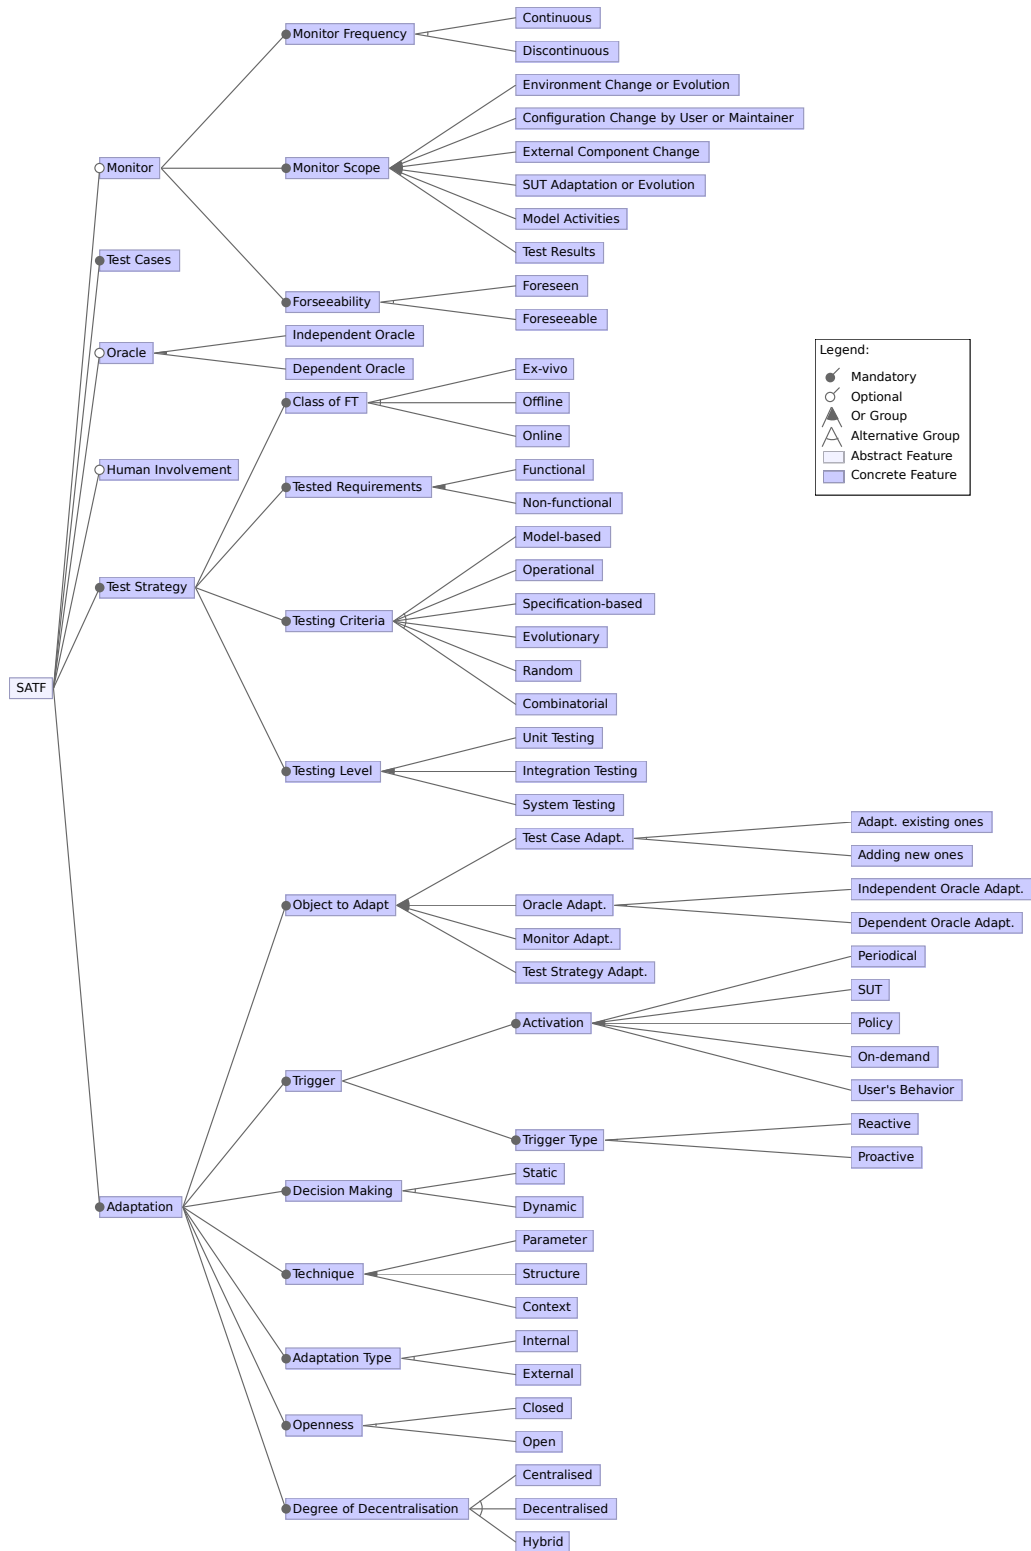 SATF
Monitor
Monitor Frequency
Continuous
Discontinuous
Monitor Scope
Environment Change or Evolution
Configuration Change by User or Maintainer
External Component Change
SUT Adaptation or Evolution
Model Activities
Test Results
Forseeability
Foreseen
Foreseeable
Test Cases
Oracle
Independent Oracle
Dependent Oracle
Human Involvement
Test Strategy
Class of FT
Ex-vivo
Offline
Online
Tested Requirements
Functional
Non-functional
Testing Criteria
Model-based
Operational
Specification-based
Evolutionary
Random
Combinatorial
Testing Level
Unit Testing
Integration Testing
System Testing
Adaptation
Object to Adapt
Test Case Adapt.
Adapt. existing ones
Adding new ones
Oracle Adapt.
Independent Oracle Adapt.
Dependent Oracle Adapt.
Monitor Adapt.
Test Strategy Adapt.
Trigger
Activation
Periodical
SUT
Policy
On-demand
User's Behavior
Trigger Type
Reactive
Proactive
Decision Making
Static
Dynamic
Technique
Parameter
Structure
Context
Adaptation Type
Internal
External
Openness
Closed
Open
Degree of Decentralisation
Centralised
Decentralised
Hybrid
Legend:
Mandatory
Optional
Or Group
Alternative Group
Abstract Feature
Concrete Feature